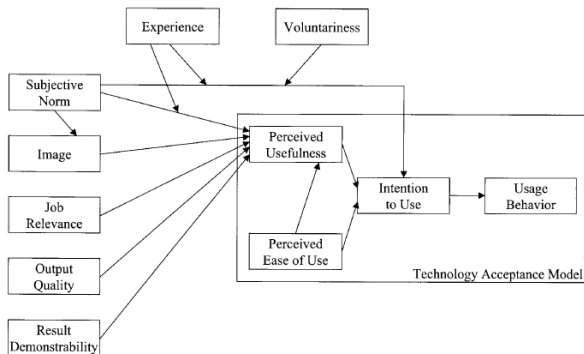 Experience
Voluntariness
Subjective
Norm
Image
Perceived
Usefulness
Intention
to Use
Usage
Behavior
Job
Relevance
Perceived
Ease of Use
Output
Quality
Technology Acceptance Model
Result
Demonstrability